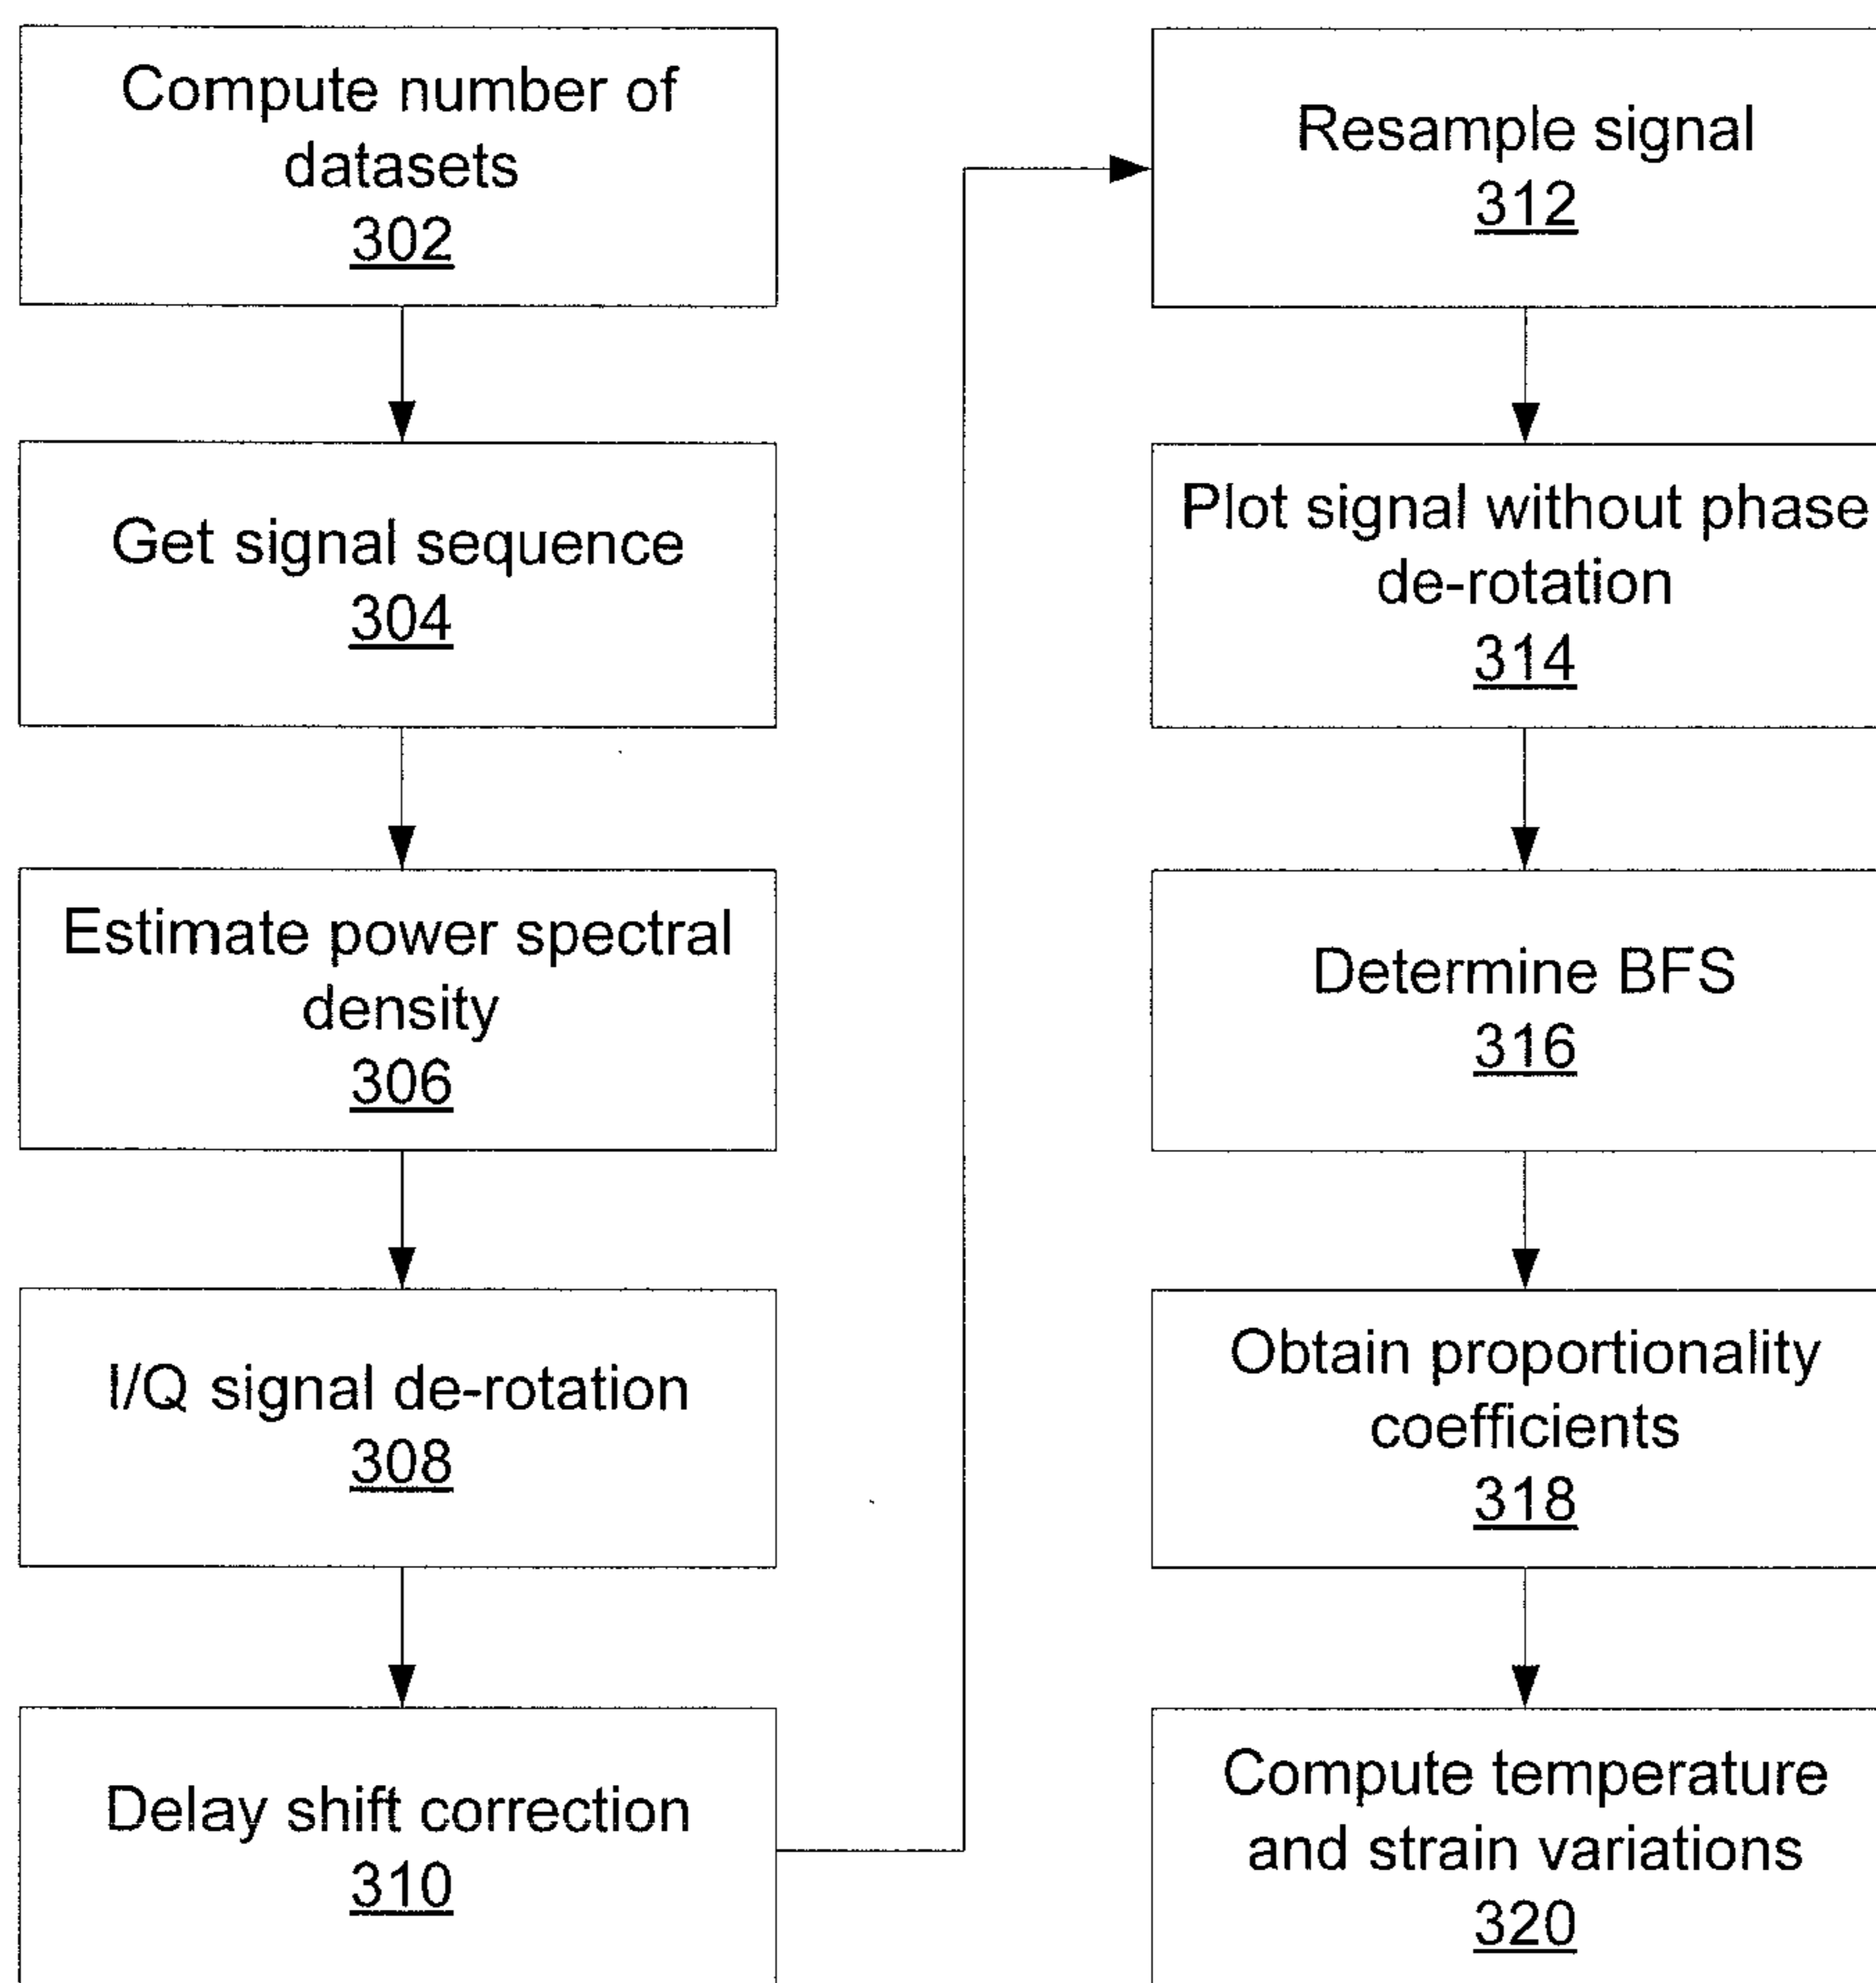 Compute number of
datasets
302
Get signal sequence
304
Estimate power spectral
density
306
I/Q signal de-rotation
308
Delay shift correction
310
Resample signal
312
Plot signal without phase
de-rotation
314
Determine BFS
316
Obtain proportionality
coefficients
318
Compute temperature
and strain variations
320